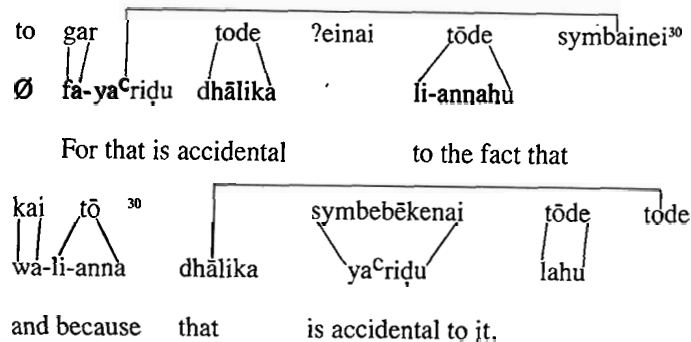 to gar tode ?einai tōde symbainei³⁰
Ø fa-yaᶜriḍu dhālika li-annahu
For that is accidental to the fact that
kai tō ³⁰ symbebēkenai tōde tode
wa-li-anna dhālika yaᶜriḍu lahu
and because that is accidental to it.